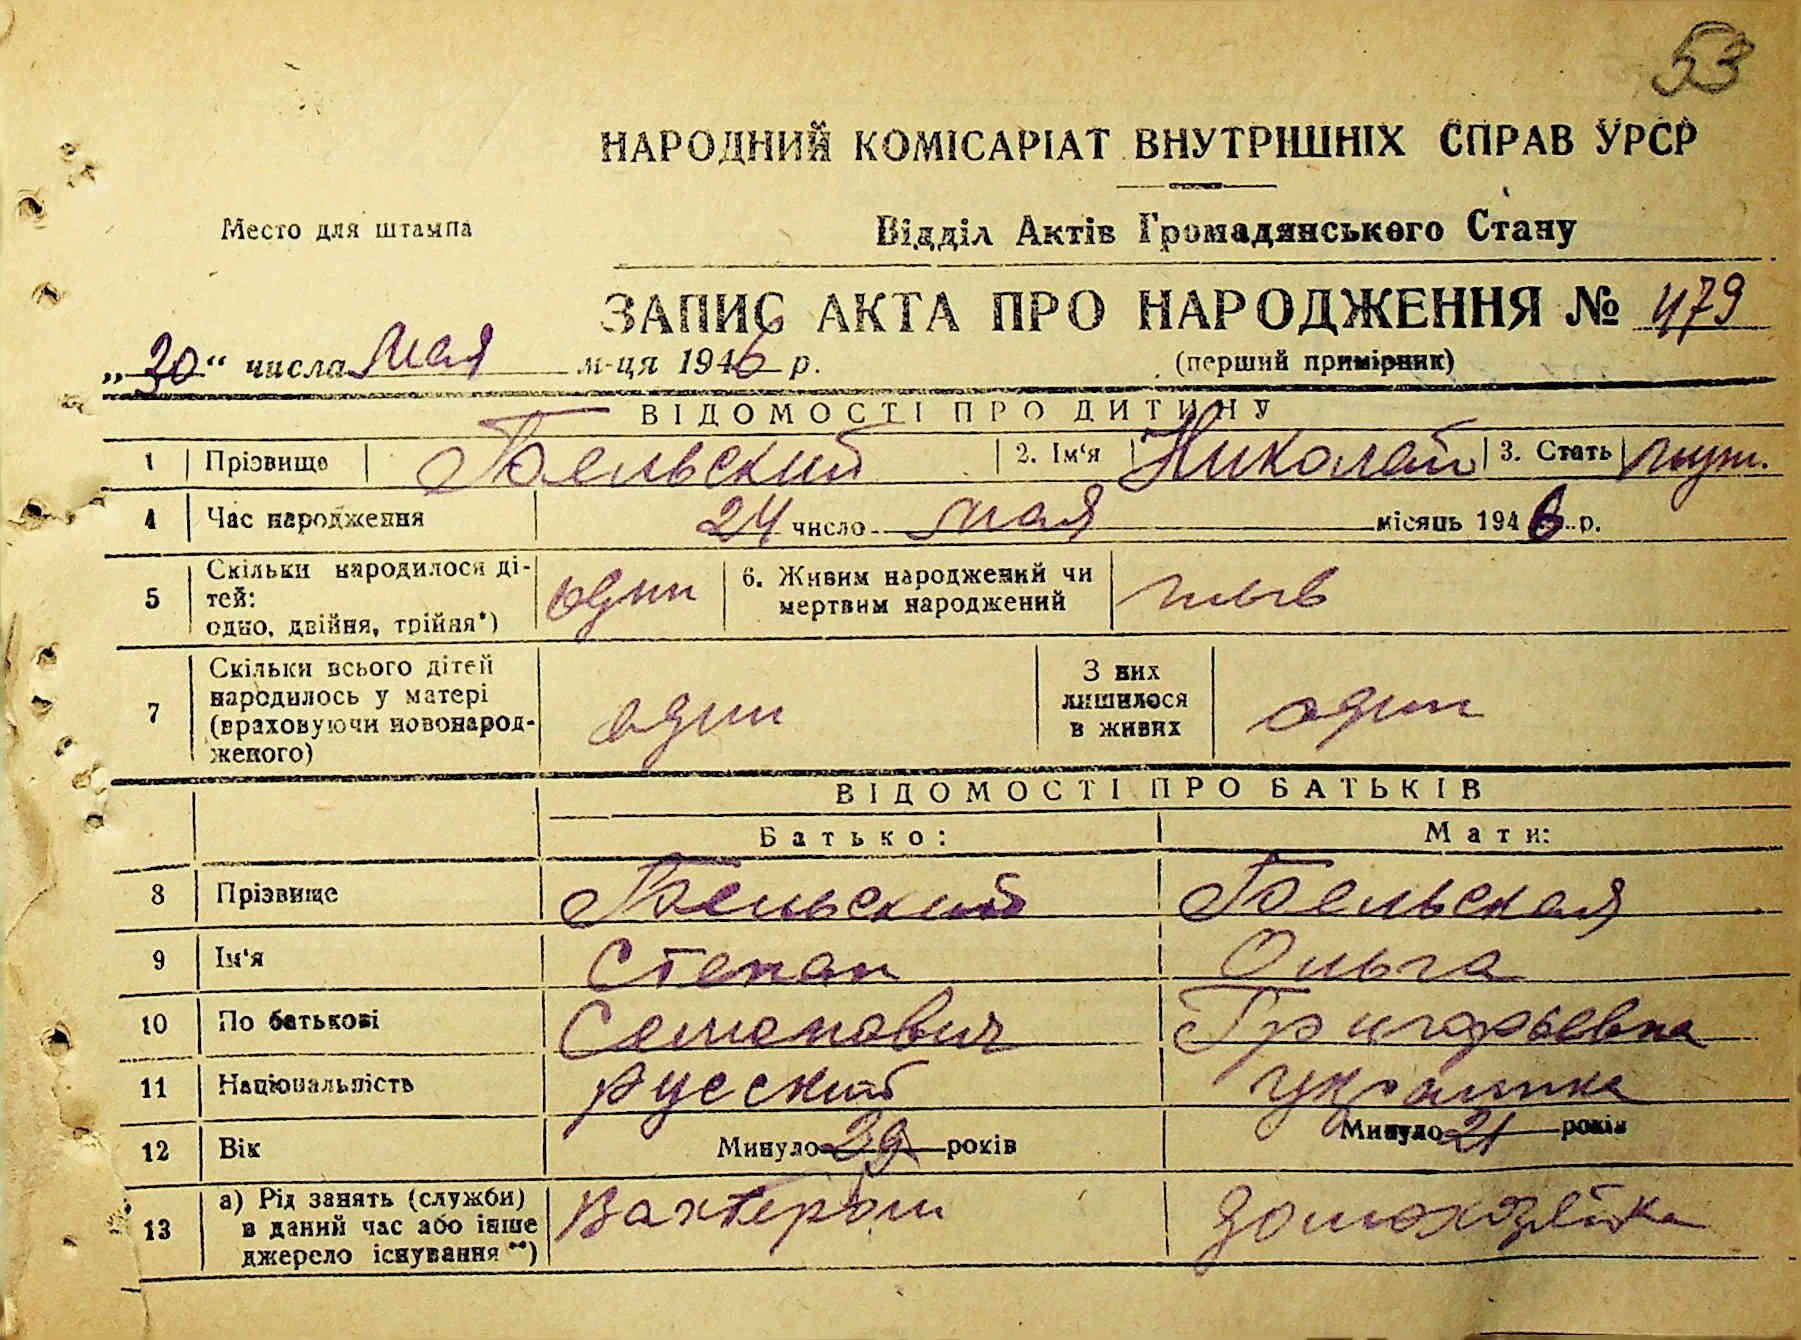 53
НАРОДНИЙ КОМІСАРІАТ ВНУТРІШНІХ СПРАВ УРСР
Место для штампа
Відділ Актів Громадянського Стану
ЗАПИС АКТА ПРО НАРОДЖЕННЯ № 479
„30“ числа мая м-ця 1946 р.
(перший примірник)
ВІДОМОСТІ ПРО ДИТИНУ
1 Прізвище Бельский 2. Ім'я Николай 3. Стать муж.
4 Час народження 24 число мая місяць 1946 р.
5 Скільки народилося ді-
тей:
одно, двійня, трійня*) один 6. Живим народжений чи
мертвим народжений жыв
7 Скільки всього дітей
народилось у матері
(враховуючи новонарод-
женого) один З них
лишилося
в живих один
ВІДОМОСТІ ПРО БАТЬКІВ
Батько: Мати:
8 Прізвище Бельский Бельская
9 Ім'я Степан Ольга
10 По батькові Семенович Григорьевна
11 Національність русский украинка
12 Вік Минуло 29 років Минуло 21 років
13 а) Рід занять (служби)
в даний час або інше
джерело існування**) Вахтером домохозяйка